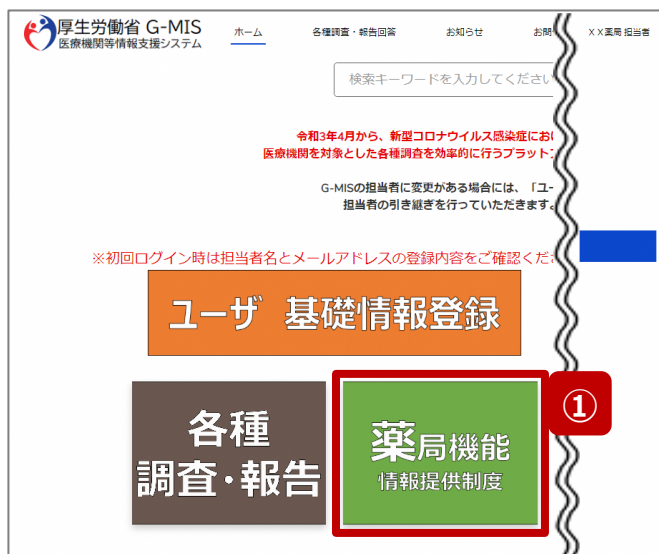 厚生労働省 G-MIS
医療機関等情報支援システム
ホーム 各種調査・報告回答 お知らせ お問 XX薬局 担当者
検索キーワードを入力してください
令和3年4月から、新型コロナウイルス感染症にお
医療機関を対象とした各種調査を効率的に行うプラット
G-MISの担当者に変更がある場合には、「ユー
担当者の引き継ぎを行っていただきます。
※初回ログイン時は担当者名とメールアドレスの登録内容をご確認くだ
ユーザ 基礎情報登録
各種
調査・報告
薬局機能
情報提供制度
①